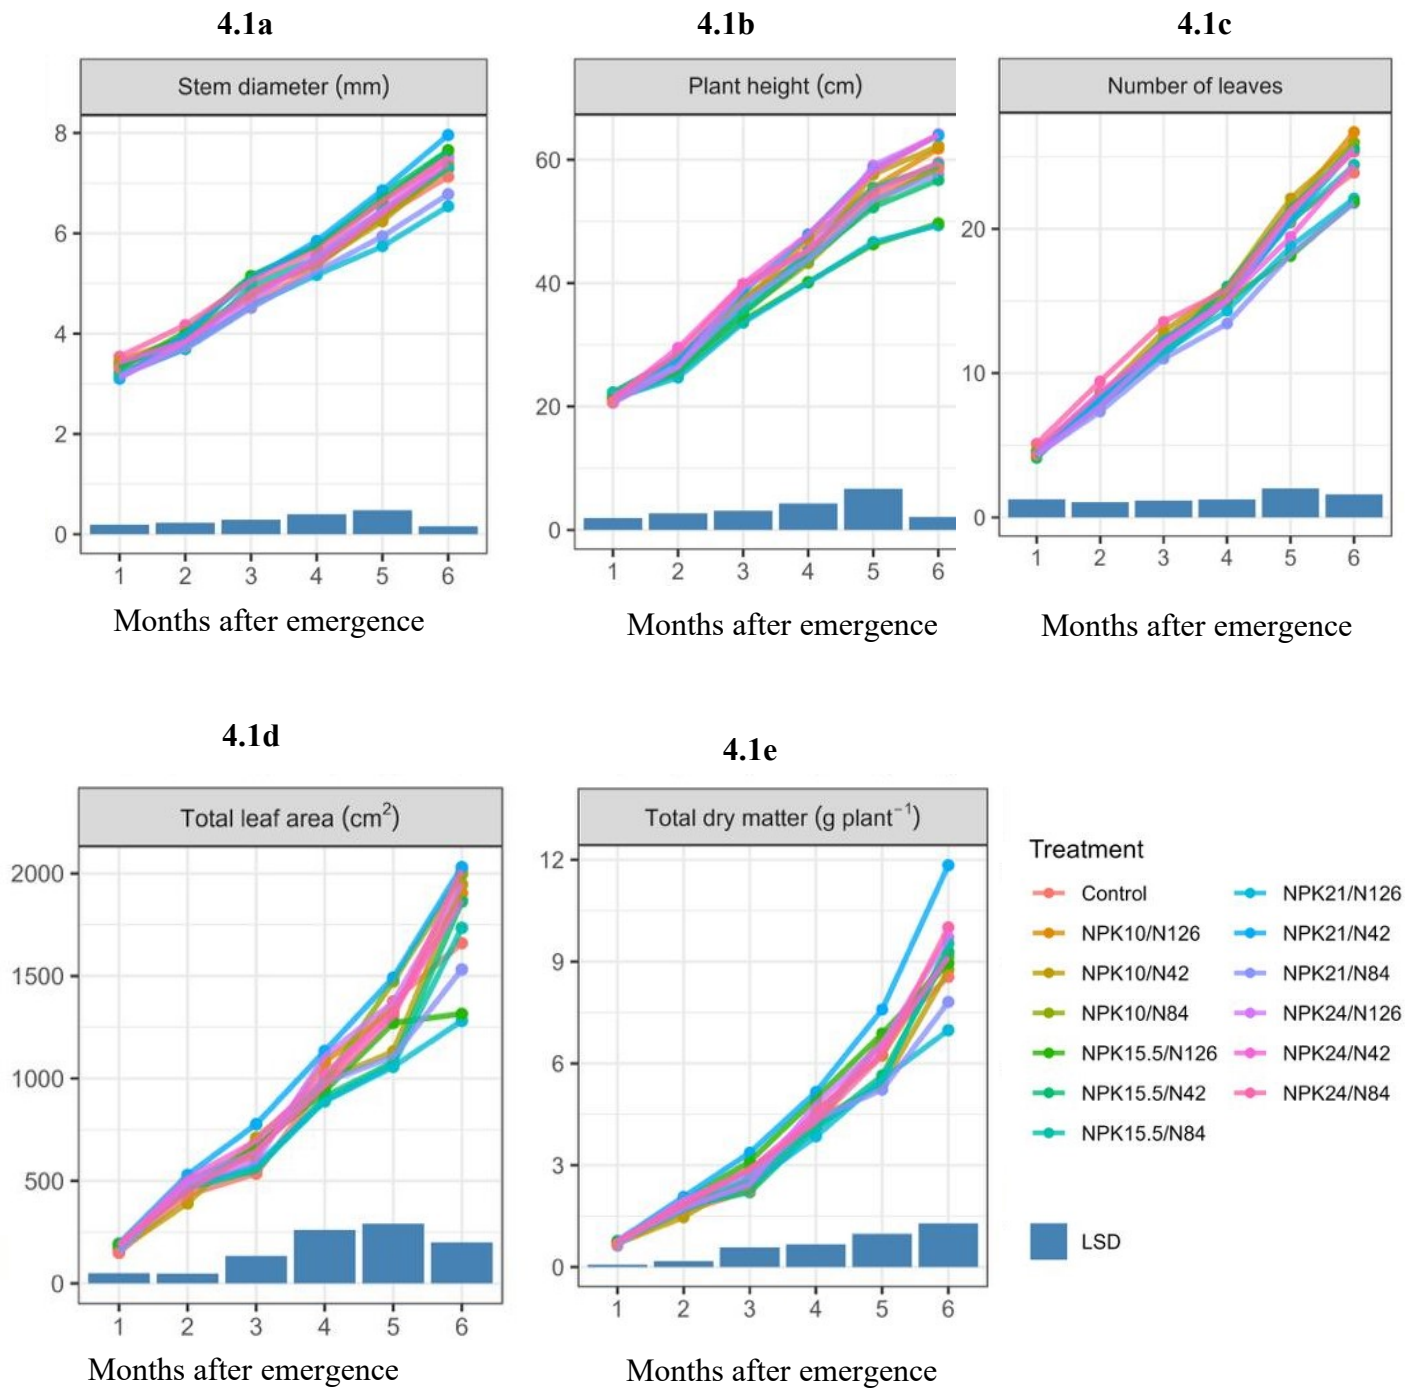 4.1a
4.1b
4.1c
Stem diameter (mm)
Plant height (cm)
Number of leaves
8
6
4
2
0
60
40
20
0
20
10
0
1 2 3 4 5 6
1 2 3 4 5 6
1 2 3 4 5 6
Months after emergence
Months after emergence
Months after emergence
4.1d
4.1e
Total leaf area (cm²)
Total dry matter (g plant⁻¹)
2000
1500
1000
500
0
12
9
6
3
0
1 2 3 4 5 6
1 2 3 4 5 6
Months after emergence
Months after emergence
Treatment
Control
NPK10/N126
NPK10/N42
NPK10/N84
NPK15.5/N126
NPK15.5/N42
NPK15.5/N84
NPK21/N126
NPK21/N42
NPK21/N84
NPK24/N126
NPK24/N42
NPK24/N84
LSD